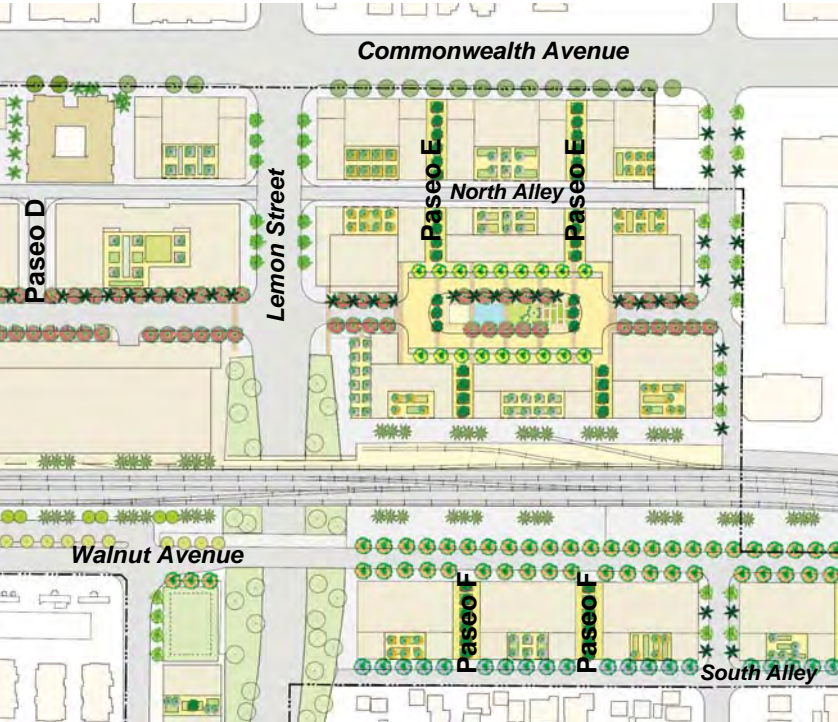 Commonwealth Avenue
Paseo E
Paseo E
North Alley
Paseo D
Lemon Street
Walnut Avenue
Paseo F
Paseo F
South Alley